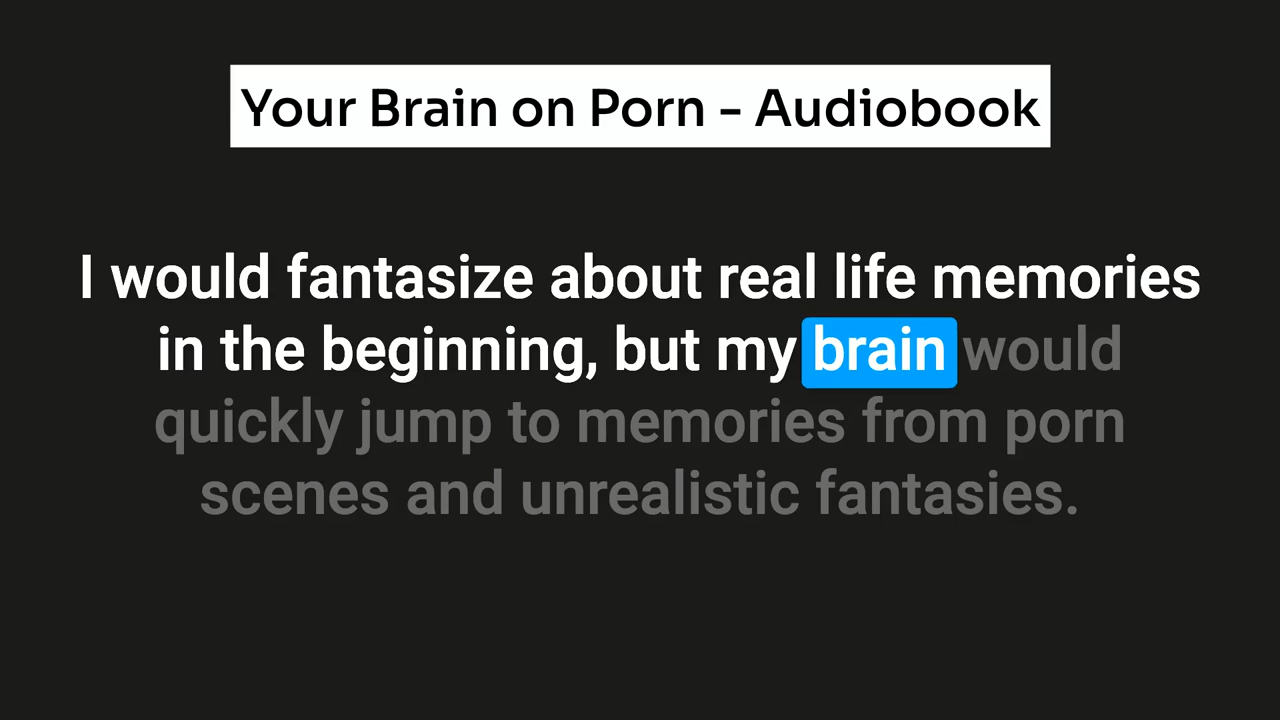 Your Brain on Porn - Audiobook
I would fantasize about real life memories
in the beginning, but my brain would
quickly jump to memories from porn
scenes and unrealistic fantasies.